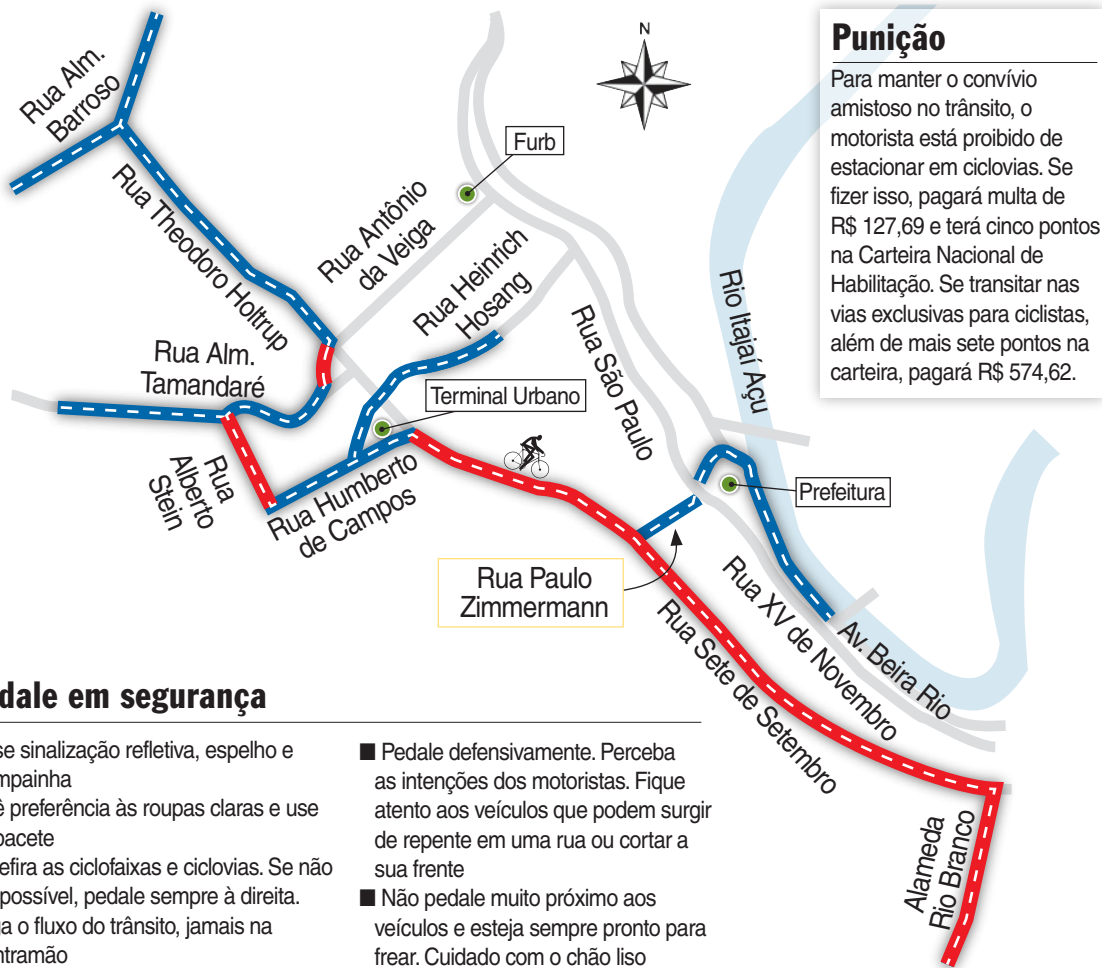 N
Punição
Para manter o convívio
amistoso no trânsito, o
motorista está proibido de
estacionar em ciclovias. Se
fizer isso, pagará multa de
R$ 127,69 e terá cinco pontos
na Carteira Nacional de
Habilitação. Se transitar nas
vias exclusivas para ciclistas,
além de mais sete pontos na
carteira, pagará R$ 574,62.
Rua Alm.
Barroso
Rua Theodoro Holtrup
Furb
Rua Antônio
da Veiga
Rua Heinrich
Hosang
Rua São Paulo
Rio Itajaí Açu
Rua Alm.
Tamandaré
Terminal Urbano
Rua
Alberto
Stein
Rua Humberto
de Campos
Prefeitura
Rua Paulo
Zimmermann
Rua Sete de Setembro
Rua XV de Novembro
Av. Beira Rio
Alameda
Rio Branco
dale em segurança
se sinalização refletiva, espelho e
mpainha
ê preferência às roupas claras e use
pacete
efira as ciclofaixas e ciclovias. Se não
possível, pedale sempre à direita.
ga o fluxo do trânsito, jamais na
ntramão
■ Pedale defensivamente. Perceba
as intenções dos motoristas. Fique
atento aos veículos que podem surgir
de repente em uma rua ou cortar a
sua frente
■ Não pedale muito próximo aos
veículos e esteja sempre pronto para
frear. Cuidado com o chão liso